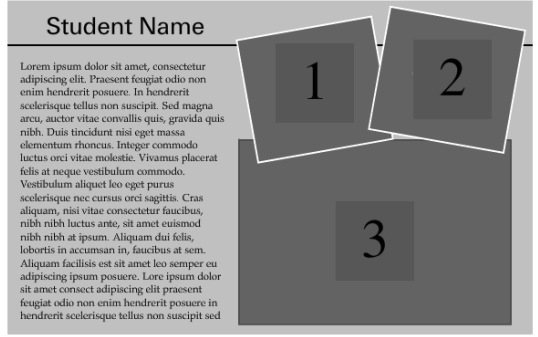 Student Name
Lorem ipsum dolor sit amet, consectetur
adipiscing elit. Praesent feugiat odio non
enim hendrerit posuere. In hendrerit
scelerisque tellus non suscipit. Sed magna
arcu, auctor vitae convallis quis, gravida quis
nibh. Duis tincidunt nisi eget massa
elementum rhoncus. Integer commodo
luctus orci vitae molestie. Vivamus placerat
felis at neque vestibulum commodo.
Vestibulum aliquet leo eget purus
scelerisque nec cursus orci sagittis. Cras
aliquam, nisi vitae consectetur faucibus,
nibh nibh luctus ante, sit amet euismod
nibh nibh at ipsum. Aliquam dui felis,
lobortis in accumsan in, faucibus at sem.
Aliquam facilisis est sit amet leo semper eu
adipiscing ipsum posuere. Lore ipsum dolor
sit amet consect adipiscing elit praesent
feugiat odio non enim hendrerit posuere in
hendrerit scelerisque tellus non suscipit sed
1
2
3